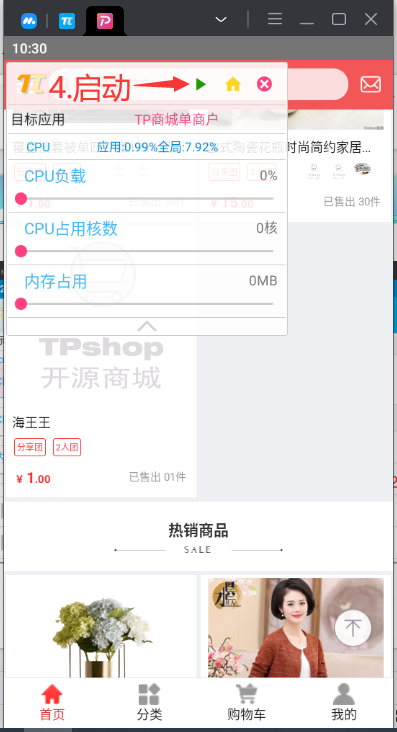 10:30
4.启动
目标应用 TP商城单商户
CPU 应用:0.99%全局:7.92%
时尚简约家居...
CPU负载 0%
¥ 15.00
已售出 30件
CPU占用核数 0核
内存占用 0MB
TPshop
开源商城
海王王
分享团 2人团
¥ 1.00 已售出 01件
热销商品
SALE
首页 分类 购物车 我的